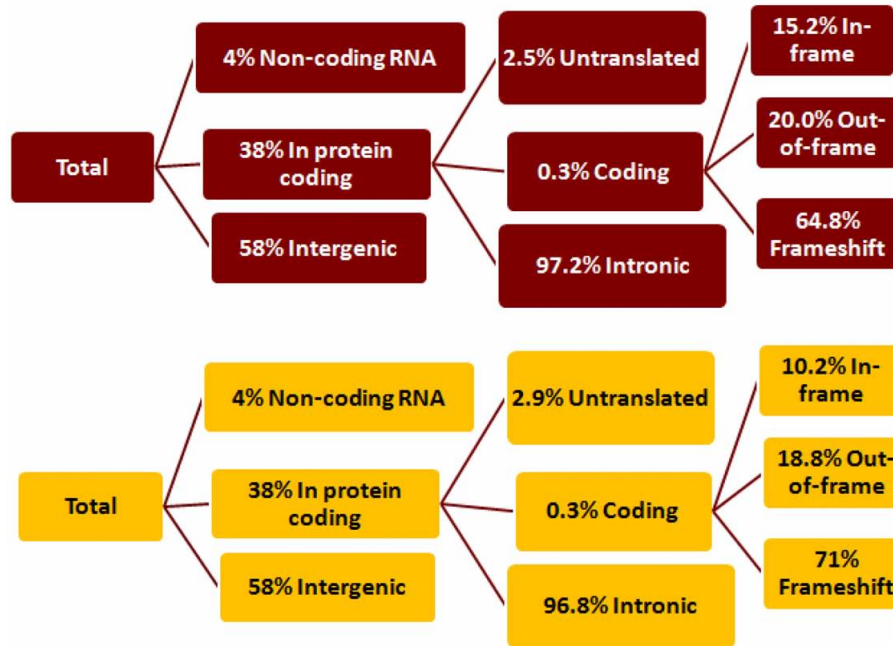 4% Non-coding RNA
2.5% Untranslated
15.2% In-
frame
Total
38% In protein
coding
0.3% Coding
20.0% Out-
of-frame
58% Intergenic
97.2% Intronic
64.8%
Frameshift
4% Non-coding RNA
2.9% Untranslated
10.2% In-
frame
Total
38% In protein
coding
0.3% Coding
18.8% Out-
of-frame
58% Intergenic
96.8% Intronic
71%
Frameshift